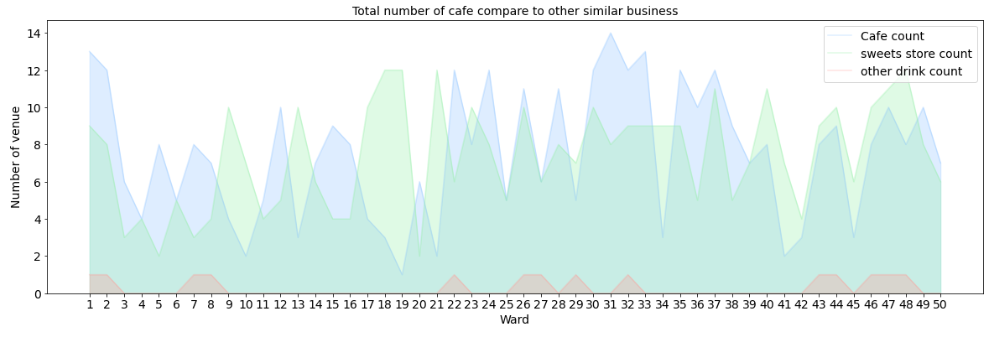 Total number of cafe compare to other similar business
Cafe count
sweets store count
other drink count
Number of venue
14
12
10
8
6
4
2
0
1 2 3 4 5 6 7 8 9 10 11 12 13 14 15 16 17 18 19 20 21 22 23 24 25 26 27 28 29 30 31 32 33 34 35 36 37 38 39 40 41 42 43 44 45 46 47 48 49 50
Ward